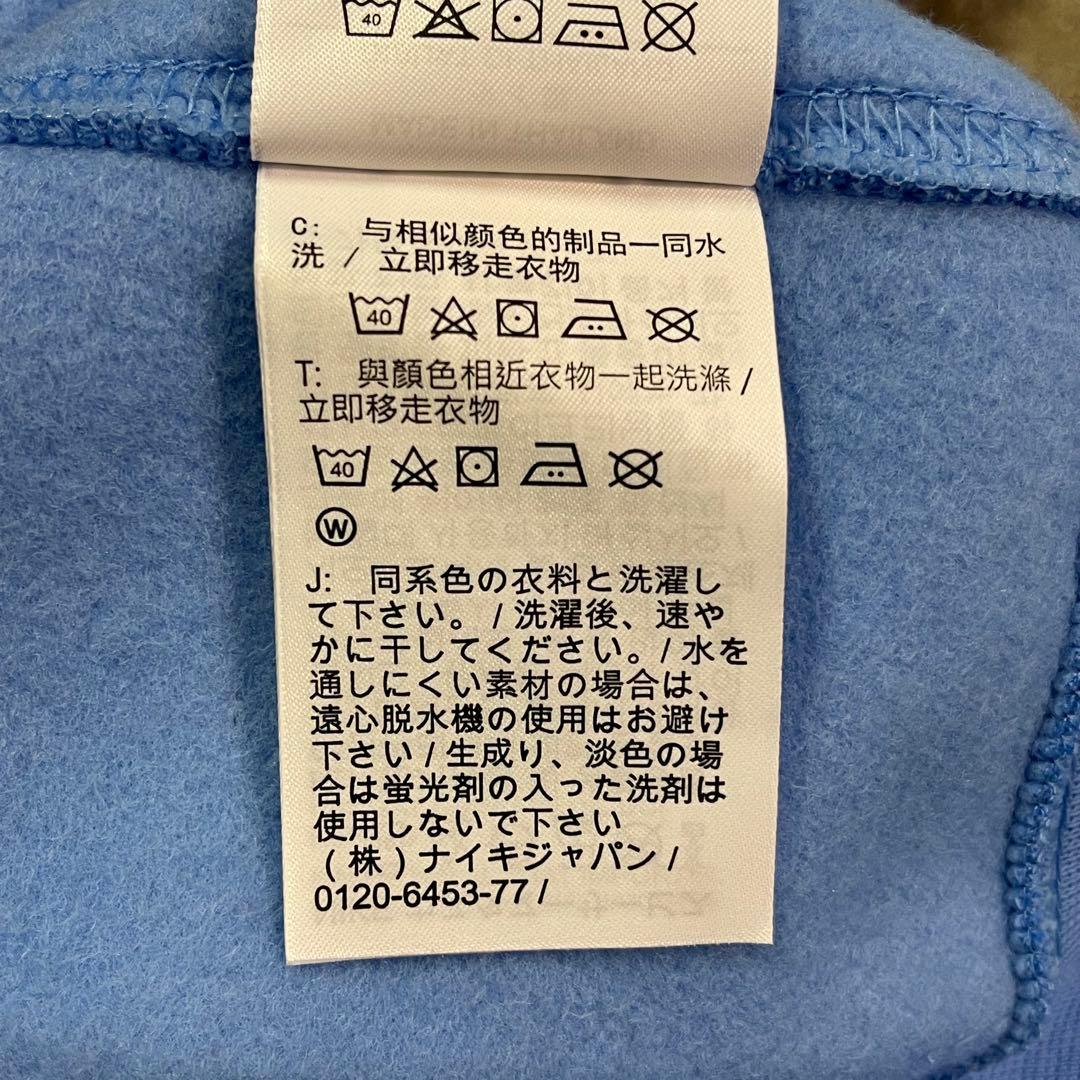 40
C: 与相似颜色的制品一同水
洗 / 立即移走衣物
40
T: 與顏色相近衣物一起洗滌 /
立即移走衣物
40
W
J: 同系色の衣料と洗濯し
て下さい。 / 洗濯後、速や
かに干してください。/ 水を
通しにくい素材の場合は、
遠心脱水機の使用はお避け
下さい / 生成り、淡色の場
合は蛍光剤の入った洗剤は
使用しないで下さい
(株)ナイキジャパン /
0120-6453-77 /